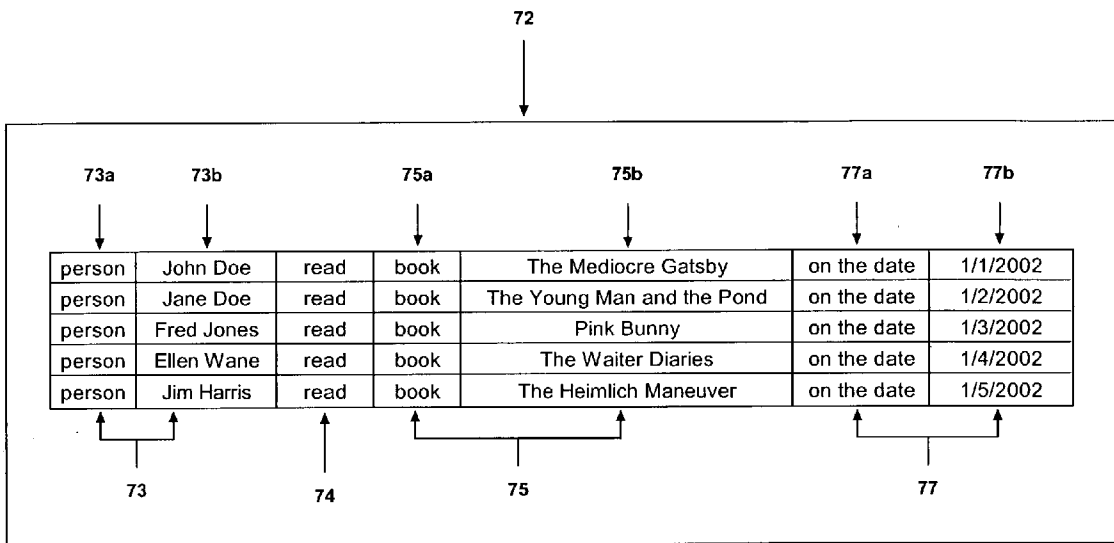 72
73a 73b 75a 75b 77a 77b
person John Doe read book The Mediocre Gatsby on the date 1/1/2002
person Jane Doe read book The Young Man and the Pond on the date 1/2/2002
person Fred Jones read book Pink Bunny on the date 1/3/2002
person Ellen Wane read book The Waiter Diaries on the date 1/4/2002
person Jim Harris read book The Heimlich Maneuver on the date 1/5/2002
73 74 75 77